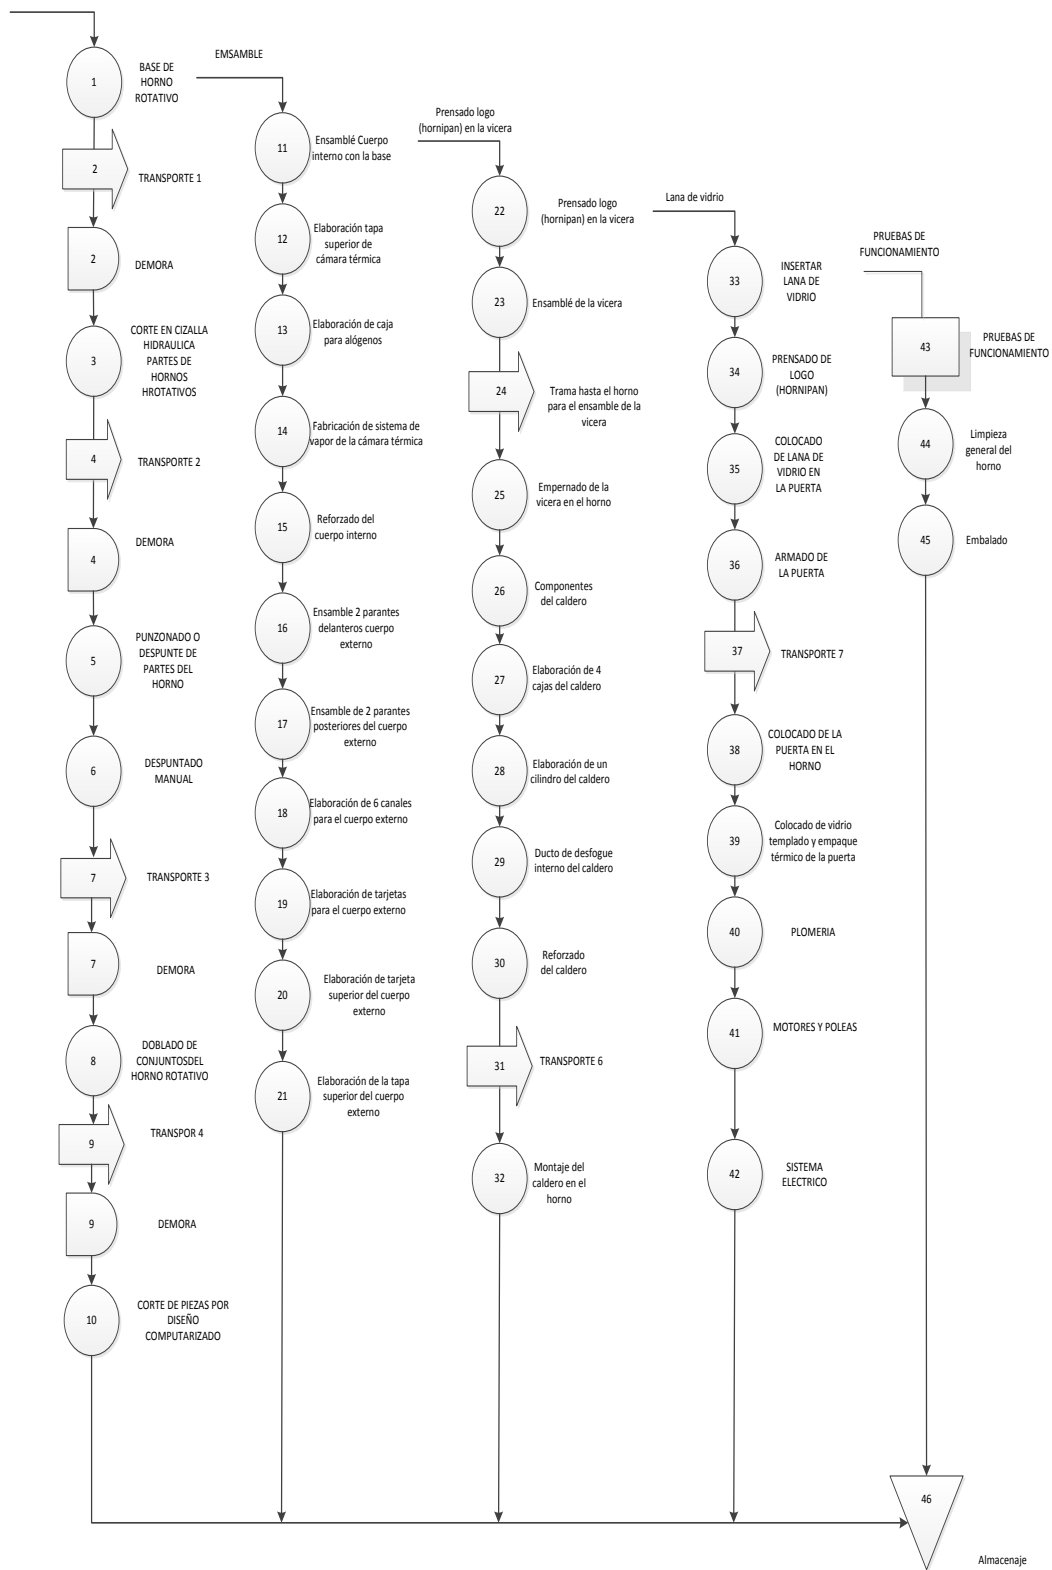 1
BASE DE
HORNO
ROTATIVO
2
TRANSPORTE 1
2
DEMORA
3
CORTE EN CIZALLA
HIDRAULICA
PARTES DE
HORNOS
HROTATIVOS
4
TRANSPORTE 2
4
DEMORA
5
PUNZONADO O
DESPUNTE DE
PARTES DEL
HORNO
6
DESPUNTADO
MANUAL
7
TRANSPORTE 3
7
DEMORA
8
DOBLADO DE
CONJUNTOSDEL
HORNO ROTATIVO
9
TRANSPOR 4
9
DEMORA
10
CORTE DE PIEZAS POR
DISEÑO
COMPUTARIZADO
EMSAMBLE
11
Ensamblé Cuerpo
interno con la base
12
Elaboración tapa
superior de
cámara térmica
13
Elaboración de caja
para alógenos
14
Fabricación de sistema de
vapor de la cámara térmica
15
Reforzado del
cuerpo interno
16
Ensamble 2 parantes
delanteros cuerpo
externo
17
Ensamble de 2 parantes
posteriores del cuerpo
externo
18
Elaboración de 6 canales
para el cuerpo externo
19
Elaboración de tarjetas
para el cuerpo externo
20
Elaboración de tarjeta
superior del cuerpo
externo
21
Elaboración de la tapa
superior del cuerpo
externo
Prensado logo
(hornipan) en la vicera
22
Prensado logo
(hornipan) en la vicera
23
Ensamblé de la vicera
24
Trama hasta el horno
para el ensamble de la
vicera
25
Empernado de la
vicera en el horno
26
Componentes
del caldero
27
Elaboración de 4
cajas del caldero
28
Elaboración de un
cilindro del caldero
29
Ducto de desfogue
interno del caldero
30
Reforzado
del caldero
31
TRANSPORTE 6
32
Montaje del
caldero en el
horno
Lana de vidrio
33
INSERTAR
LANA DE
VIDRIO
34
PRENSADO DE
LOGO
(HORNIPAN)
35
COLOCADO
DE LANA DE
VIDRIO EN
LA PUERTA
36
ARMADO DE
LA PUERTA
37
TRANSPORTE 7
38
COLOCADO DE LA
PUERTA EN EL
HORNO
39
Colocado de vidrio
templado y empaque
térmico de la puerta
40
PLOMERIA
41
MOTORES Y POLEAS
42
SISTEMA
ELECTRICO
PRUEBAS DE
FUNCIONAMIENTO
43
PRUEBAS DE
FUNCIONAMIENTO
44
Limpieza
general del
horno
45
Embalado
46
Almacenaje